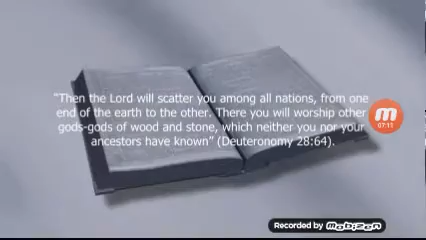 “Then the Lord will scatter you among all nations, from one
end of the earth to the other. There you will worship other
gods-gods of wood and stone, which neither you nor your
ancestors have known” (Deuteronomy 28:64).
07:11
Recorded by mobizen